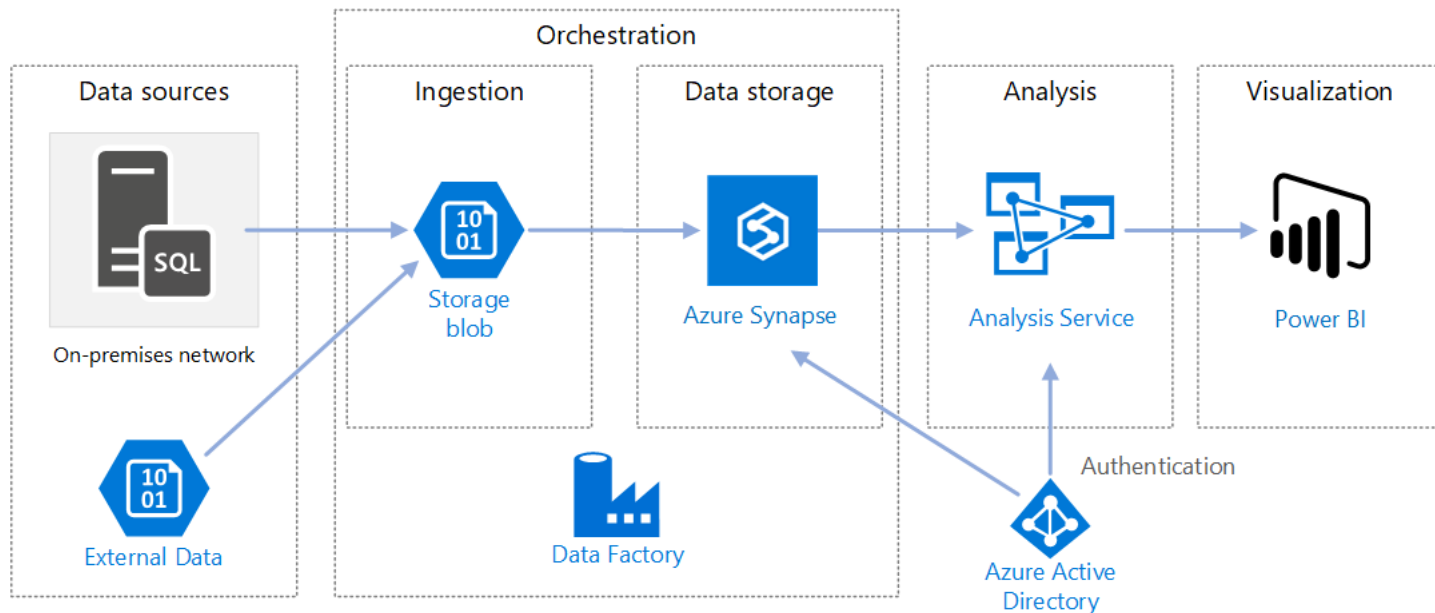 Orchestration
Data sources
Ingestion
Data storage
Analysis
Visualization
SQL
10
01
Storage
blob
Azure Synapse
Analysis Service
Power BI
On-premises network
10
01
External Data
Data Factory
Authentication
Azure Active
Directory